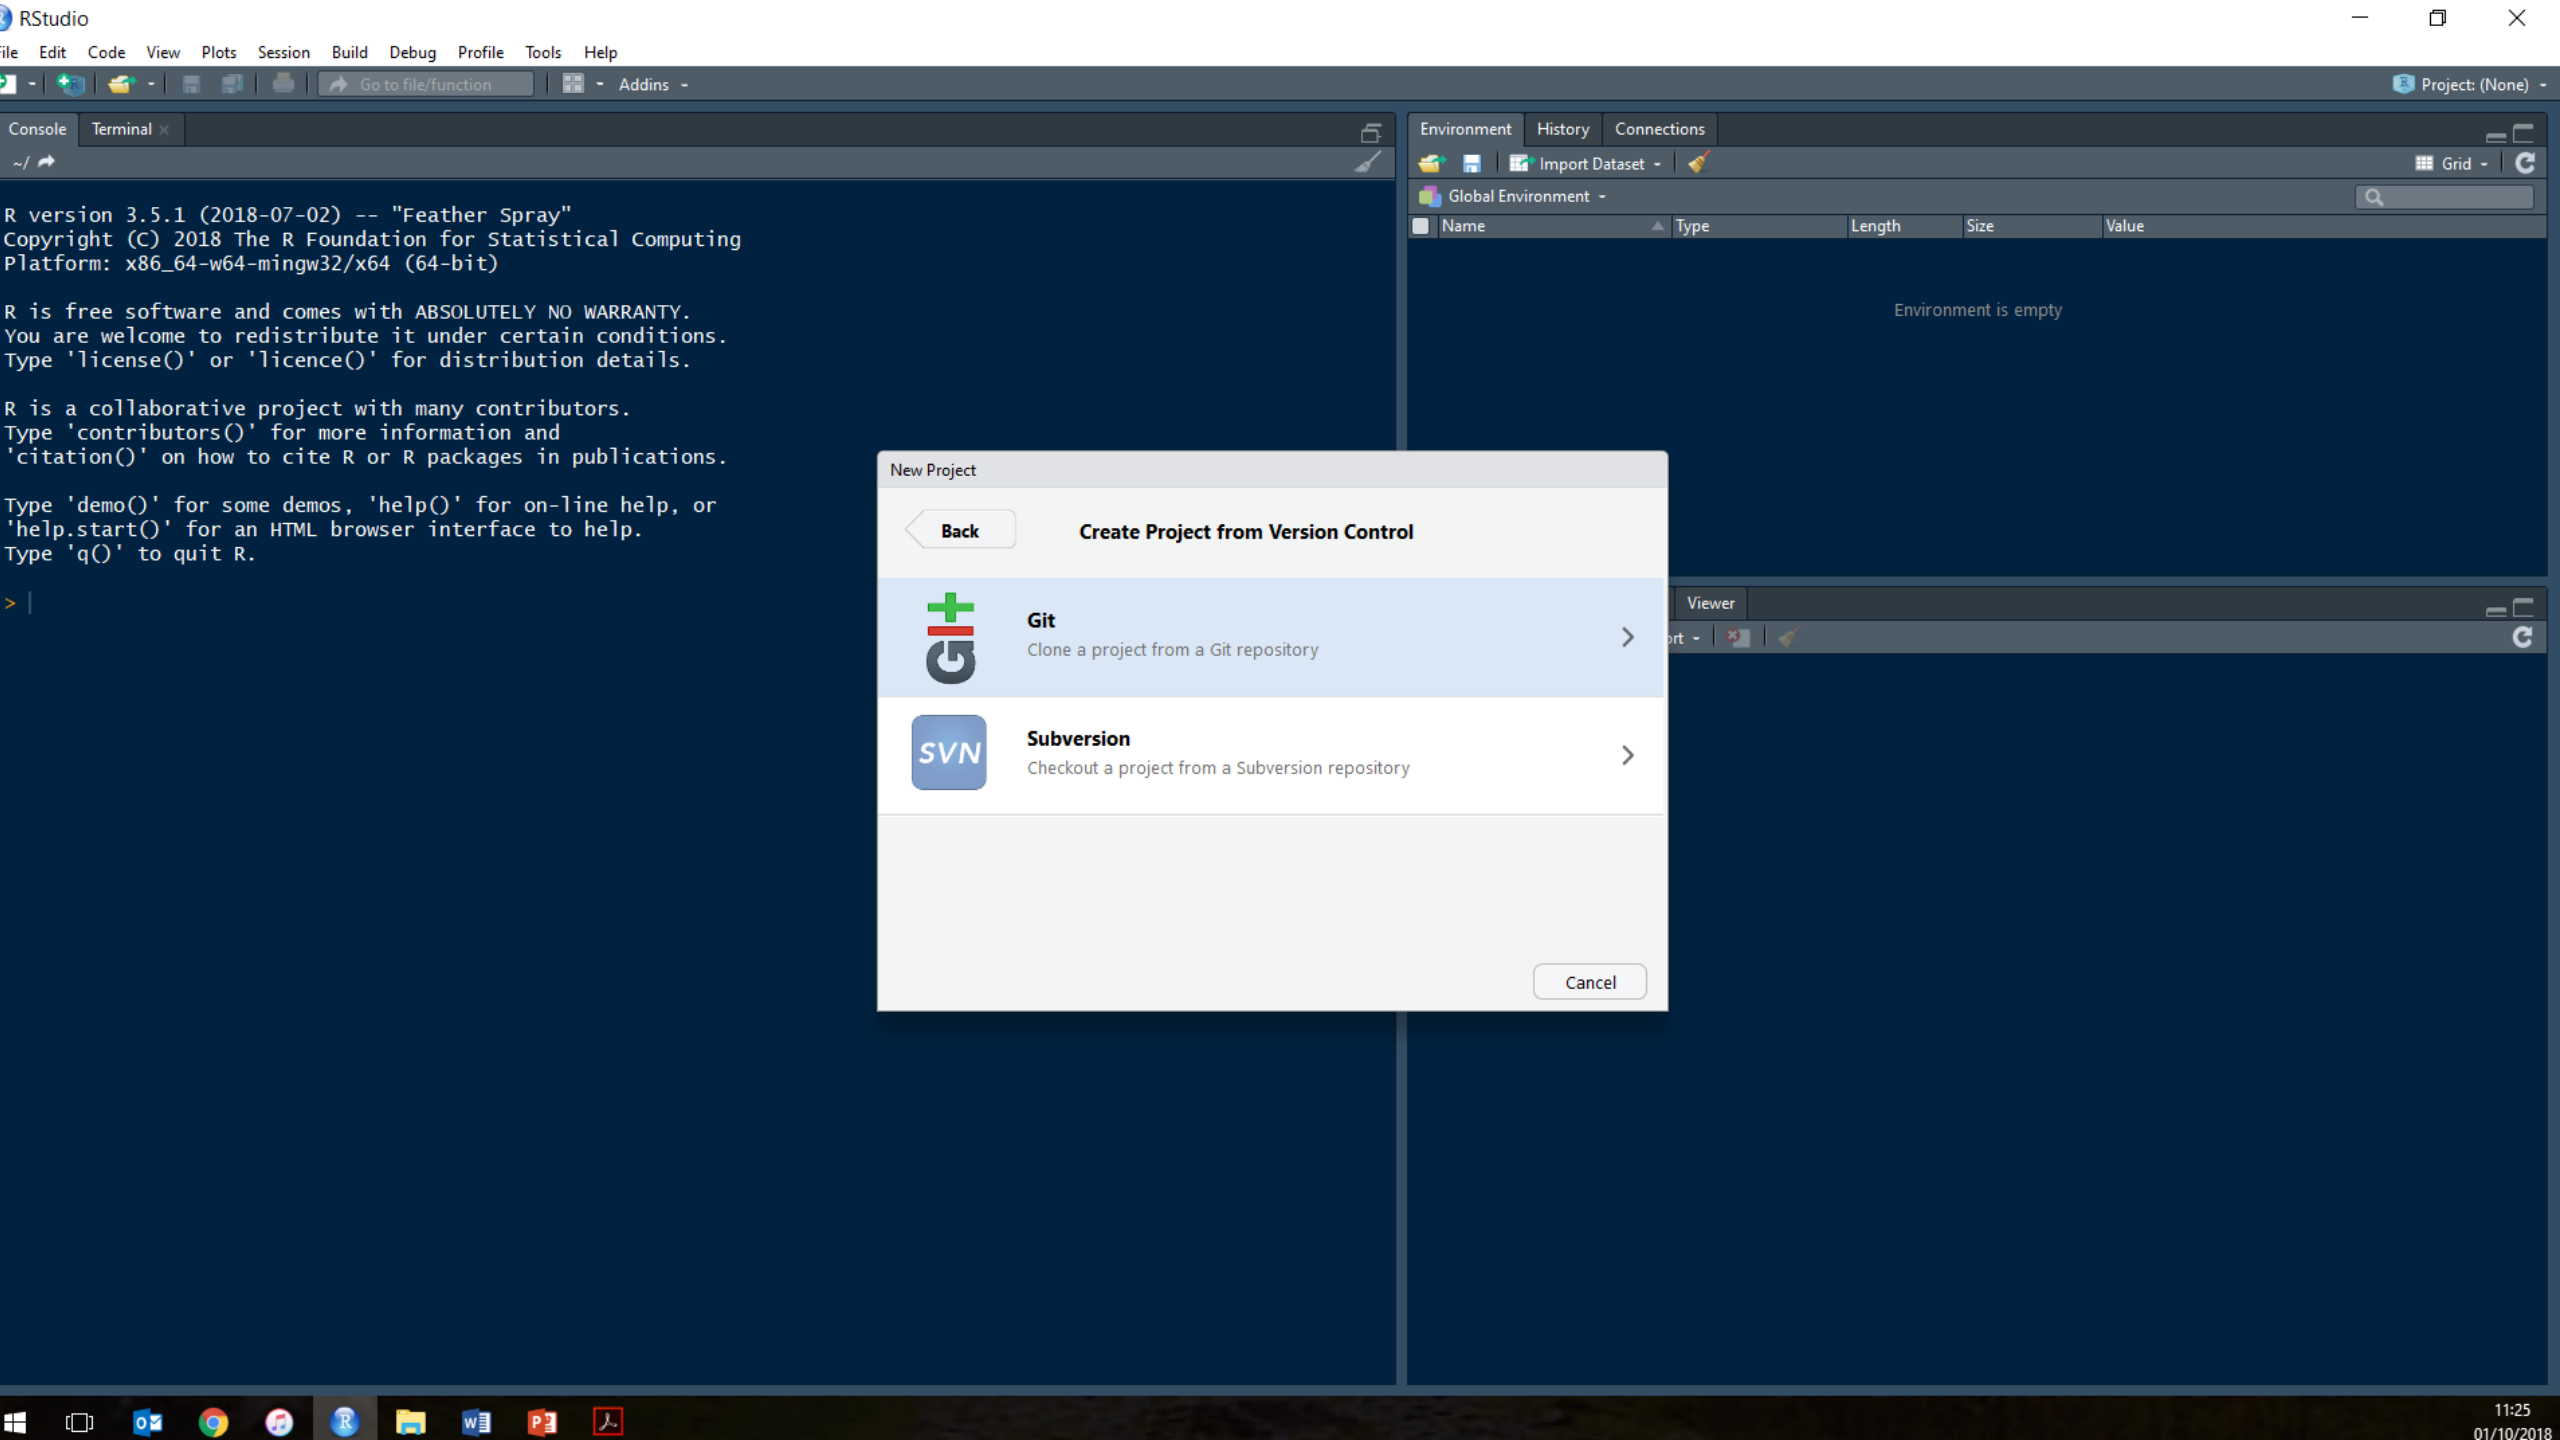 RStudio
File Edit Code View Plots Session Build Debug Profile Tools Help
Go to file/function Addins Project: (None)
Console Terminal
~/
R version 3.5.1 (2018-07-02) -- "Feather Spray"
Copyright (C) 2018 The R Foundation for Statistical Computing
Platform: x86_64-w64-mingw32/x64 (64-bit)
R is free software and comes with ABSOLUTELY NO WARRANTY.
You are welcome to redistribute it under certain conditions.
Type 'license()' or 'licence()' for distribution details.
R is a collaborative project with many contributors.
Type 'contributors()' for more information and
'citation()' on how to cite R or R packages in publications.
Type 'demo()' for some demos, 'help()' for on-line help, or
'help.start()' for an HTML browser interface to help.
Type 'q()' to quit R.
>
Environment History Connections
Import Dataset Grid
Global Environment
Name Type Length Size Value
Environment is empty
Viewer
ort
New Project
Back Create Project from Version Control
Git
Clone a project from a Git repository
SVN
Subversion
Checkout a project from a Subversion repository
Cancel
11:25
01/10/2018